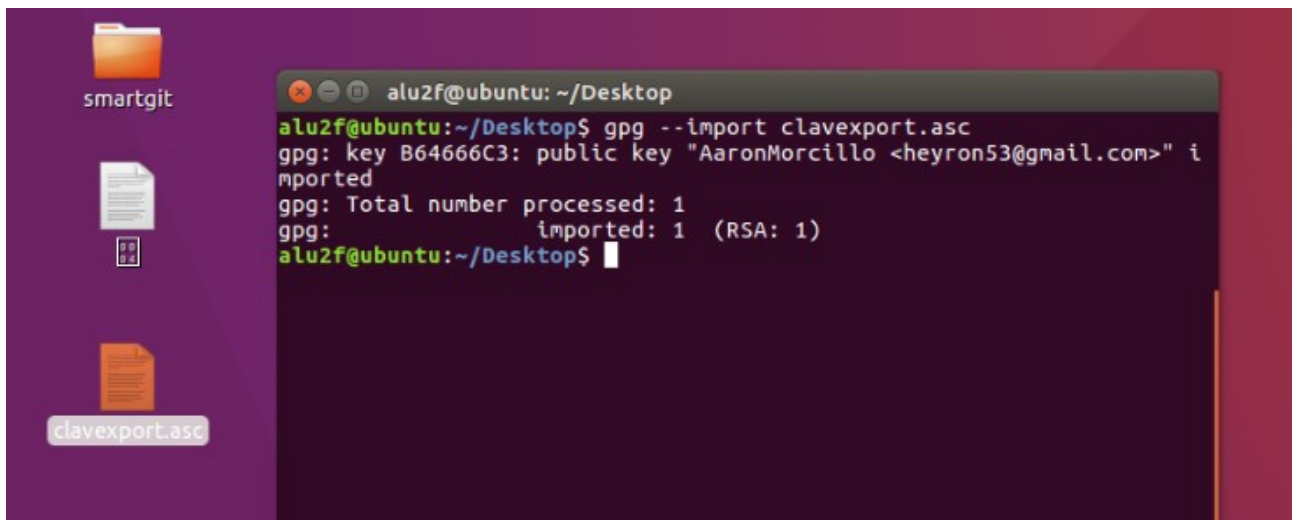 smartgit
alu2f@ubuntu: ~/Desktop
alu2f@ubuntu:~/Desktop$ gpg --import clavexport.asc
gpg: key B64666C3: public key "AaronMorcillo <heyron53@gmail.com>" i
mported
gpg: Total number processed: 1
gpg:               imported: 1  (RSA: 1)
alu2f@ubuntu:~/Desktop$
clavexport.asc